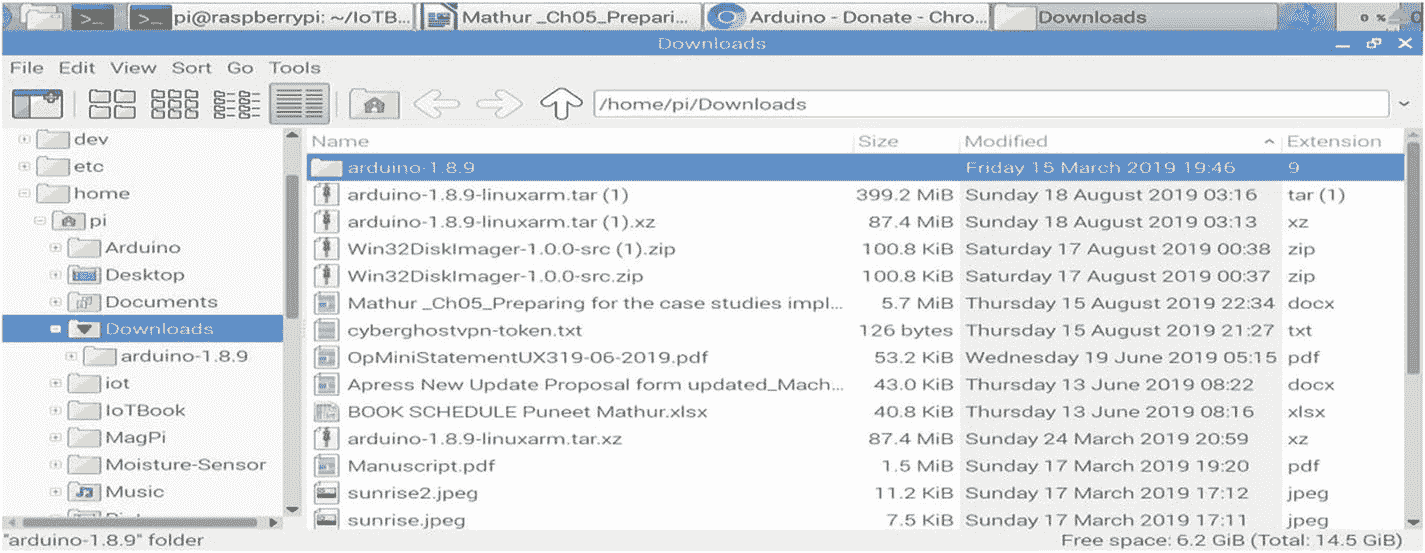 pi@raspberrypi: ~/IoTB... Mathur _Ch05_Prepari... Arduino - Donate - Chro... Downloads 0 %
Downloads
File Edit View Sort Go Tools
/home/pi/Downloads
dev
etc
home
pi
Arduino
Desktop
Documents
Downloads
arduino-1.8.9
iot
IoTBook
MagPi
Moisture-Sensor
Music
Name Size Modified Extension
arduino-1.8.9 Friday 15 March 2019 19:46 9
arduino-1.8.9-linuxarm.tar (1) 399.2 MiB Sunday 18 August 2019 03:16 tar (1)
arduino-1.8.9-linuxarm.tar (1).xz 87.4 MiB Sunday 18 August 2019 03:13 xz
Win32DiskImager-1.0.0-src (1).zip 100.8 KiB Saturday 17 August 2019 00:38 zip
Win32DiskImager-1.0.0-src.zip 100.8 KiB Saturday 17 August 2019 00:37 zip
Mathur _Ch05_Preparing for the case studies impl... 5.7 MiB Thursday 15 August 2019 22:34 docx
cyberghostvpn-token.txt 126 bytes Thursday 15 August 2019 21:27 txt
OpMiniStatementUX319-06-2019.pdf 53.2 KiB Wednesday 19 June 2019 05:15 pdf
Apress New Update Proposal form updated_Mach... 43.0 KiB Thursday 13 June 2019 08:22 docx
BOOK SCHEDULE Puneet Mathur.xlsx 40.8 KiB Thursday 13 June 2019 08:16 xlsx
arduino-1.8.9-linuxarm.tar.xz 87.4 MiB Sunday 24 March 2019 20:59 xz
Manuscript.pdf 1.5 MiB Sunday 17 March 2019 19:20 pdf
sunrise2.jpeg 11.2 KiB Sunday 17 March 2019 17:12 jpeg
sunrise.jpeg 7.5 KiB Sunday 17 March 2019 17:11 jpeg
"arduino-1.8.9" folder Free space: 6.2 GiB (Total: 14.5 GiB)